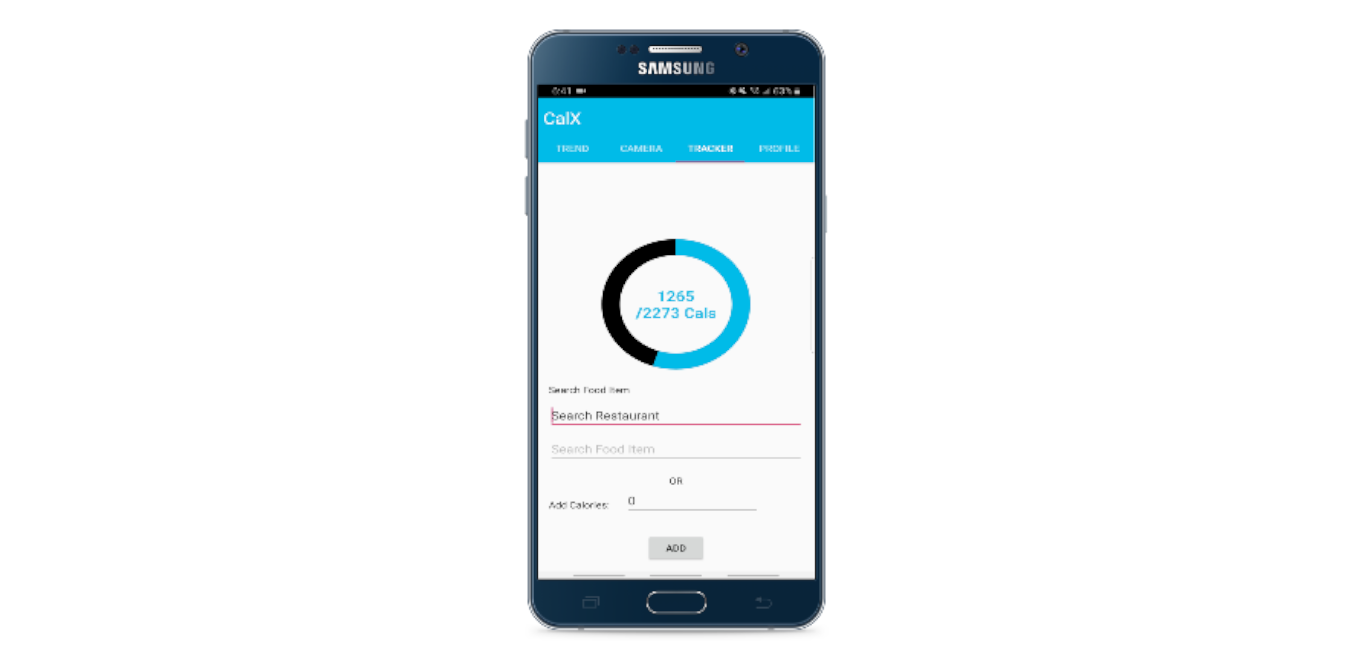 SAMSUNG
6:41 63%
CalX
TREND CAMERA TRACKER PROFILE
1265
/2273 Cals
Search Food Item
Search Restaurant
Search Food Item
OR
Add Calories: 0
ADD